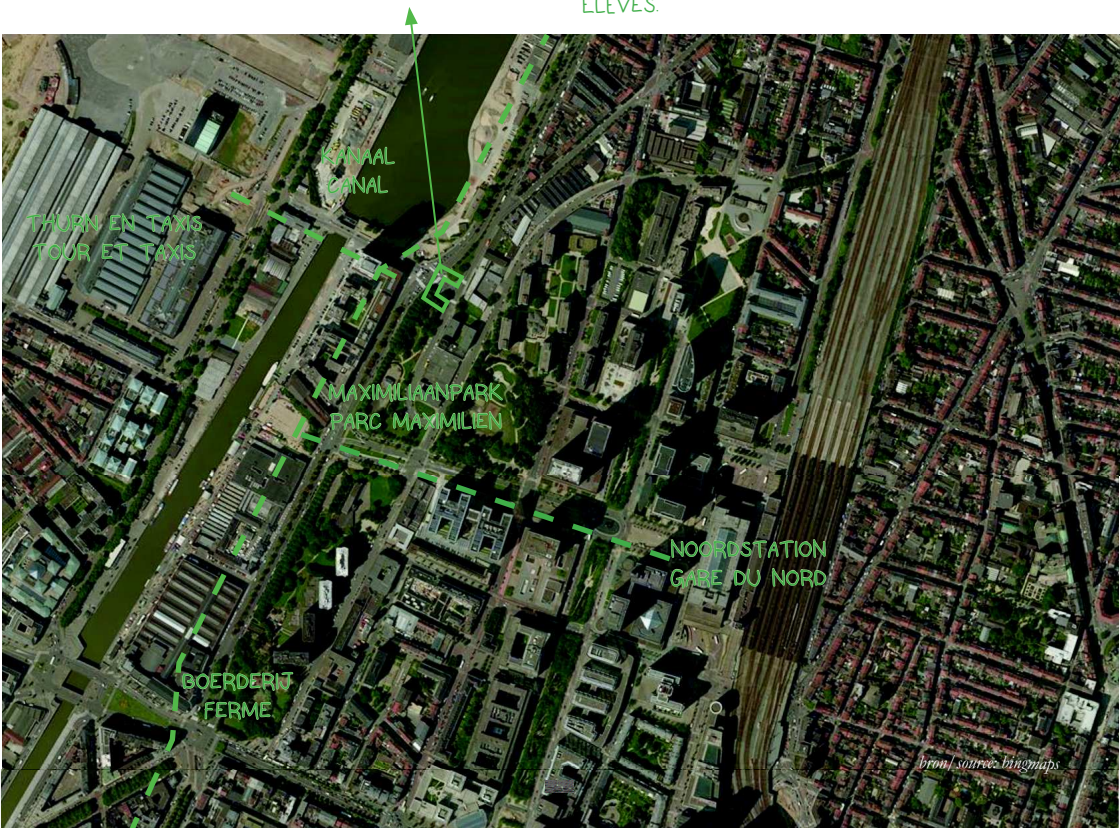 ÉLÈVES.
KANAAL
CANAL
THURN EN TAXIS
TOUR ET TAXIS
MAXIMILIAANPARK
PARC MAXIMILIEN
NOORDSTATION
GARE DU NORD
BOERDERIJ
FERME
bron/ source: bingmaps